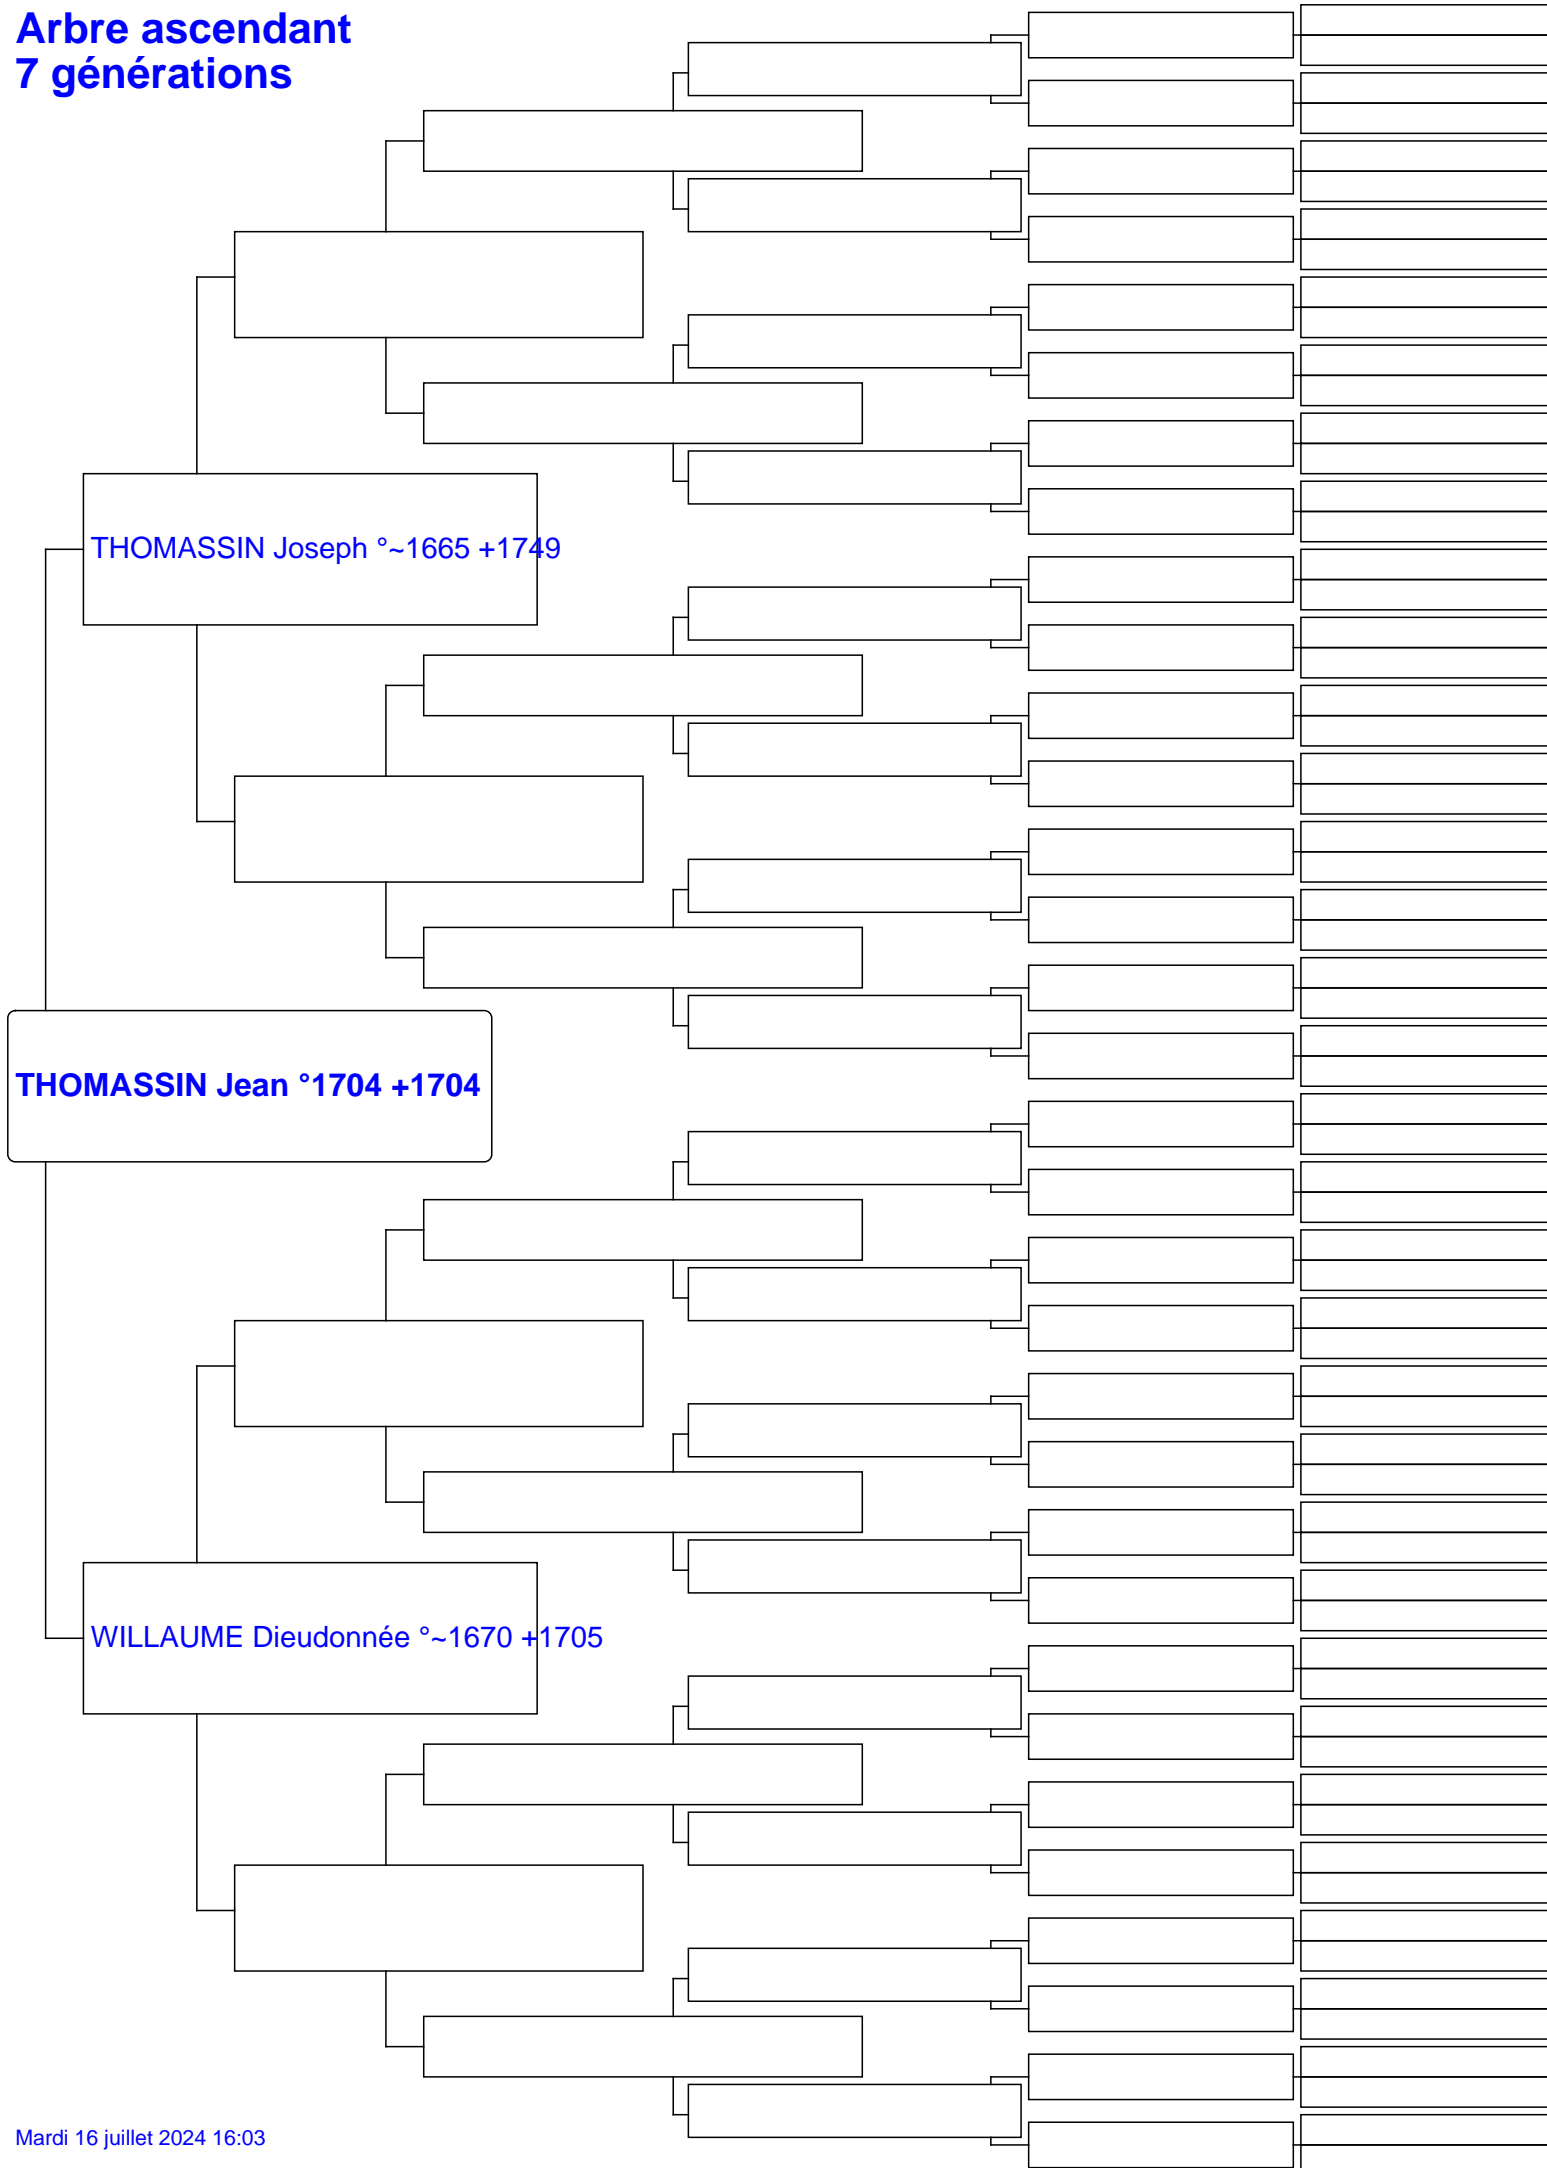 Arbre ascendant
7 générations
THOMASSIN Joseph °~1665 +1749
THOMASSIN Jean °1704 +1704
WILLAUME Dieudonnée °~1670 +1705
Mardi 16 juillet 2024 16:03